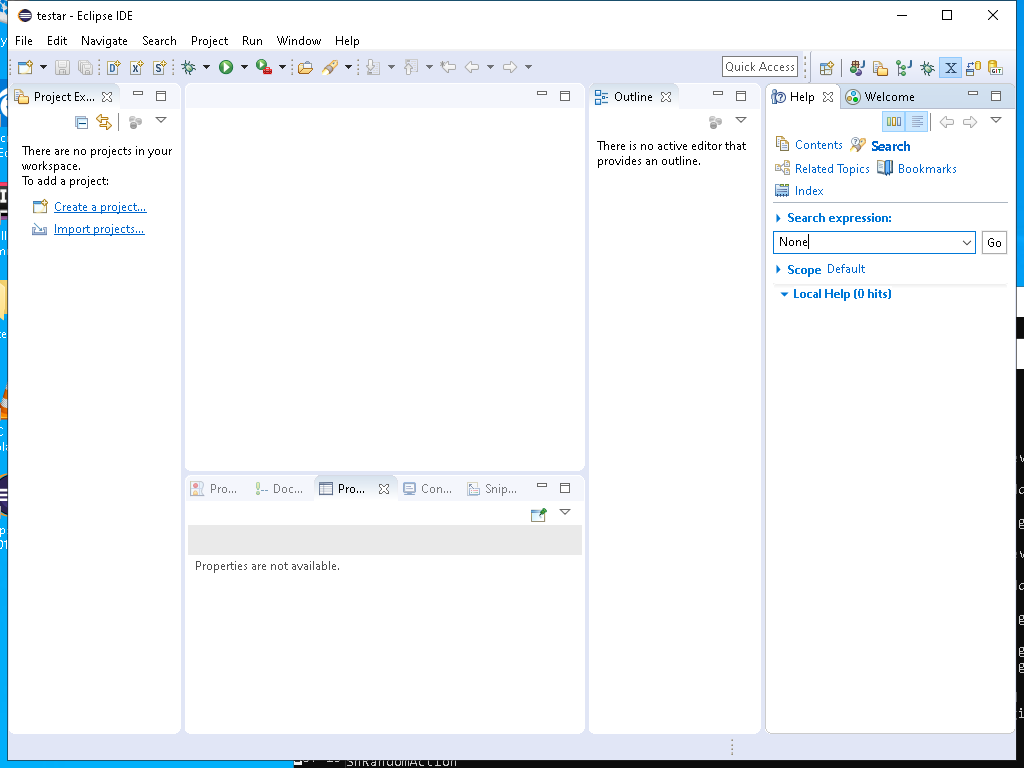 testar - Eclipse IDE
File Edit Navigate Search Project Run Window Help
Quick Access
Project Ex...
There are no projects in your
workspace.
To add a project:
Create a project...
Import projects...
Outline
There is no active editor that
provides an outline.
Help
Welcome
Contents Search
Related Topics Bookmarks
Index
Search expression:
None
Go
Scope Default
Local Help (0 hits)
Pro... Doc... Pro... Con... Snip...
Properties are not available.